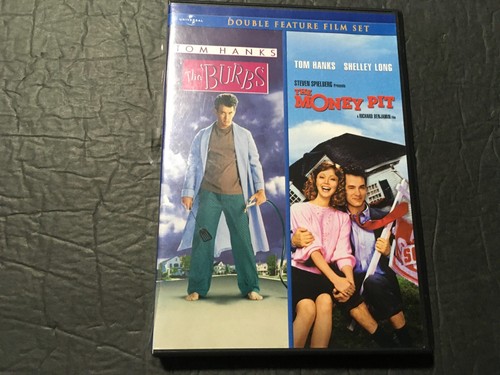 UNIVERSAL
DOUBLE FEATURE FILM SET
TOM HANKS
The 'BURBS
TOM HANKS SHELLEY LONG
STEVEN SPIELBERG Presents
THE
MONEY PIT
A RICHARD BENJAMIN Film